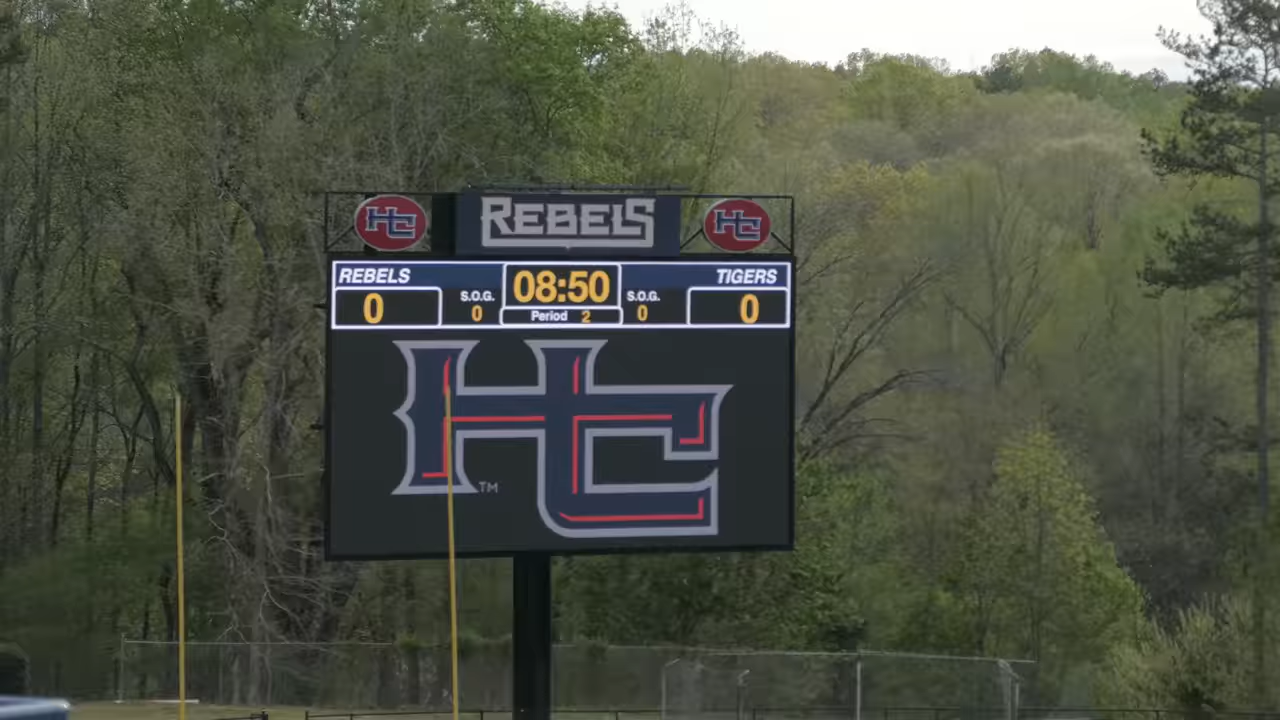 HC REBELS HC
REBELS 08:50 TIGERS
0 S.O.G. 0 Period 2 S.O.G. 0 0
HC TM